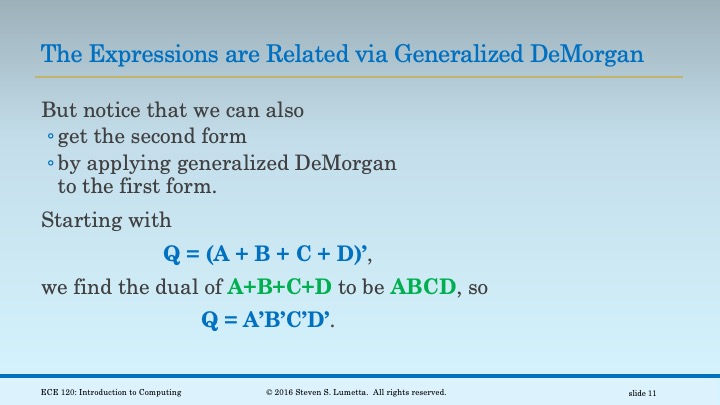 The Expressions are Related via Generalized DeMorgan
But notice that we can also
◦get the second form
◦by applying generalized DeMorgan
to the first form.
Starting with
Q = (A + B + C + D)’,
we find the dual of A+B+C+D to be ABCD, so
Q = A’B’C’D’.
ECE 120: Introduction to Computing © 2016 Steven S. Lumetta. All rights reserved. slide 11